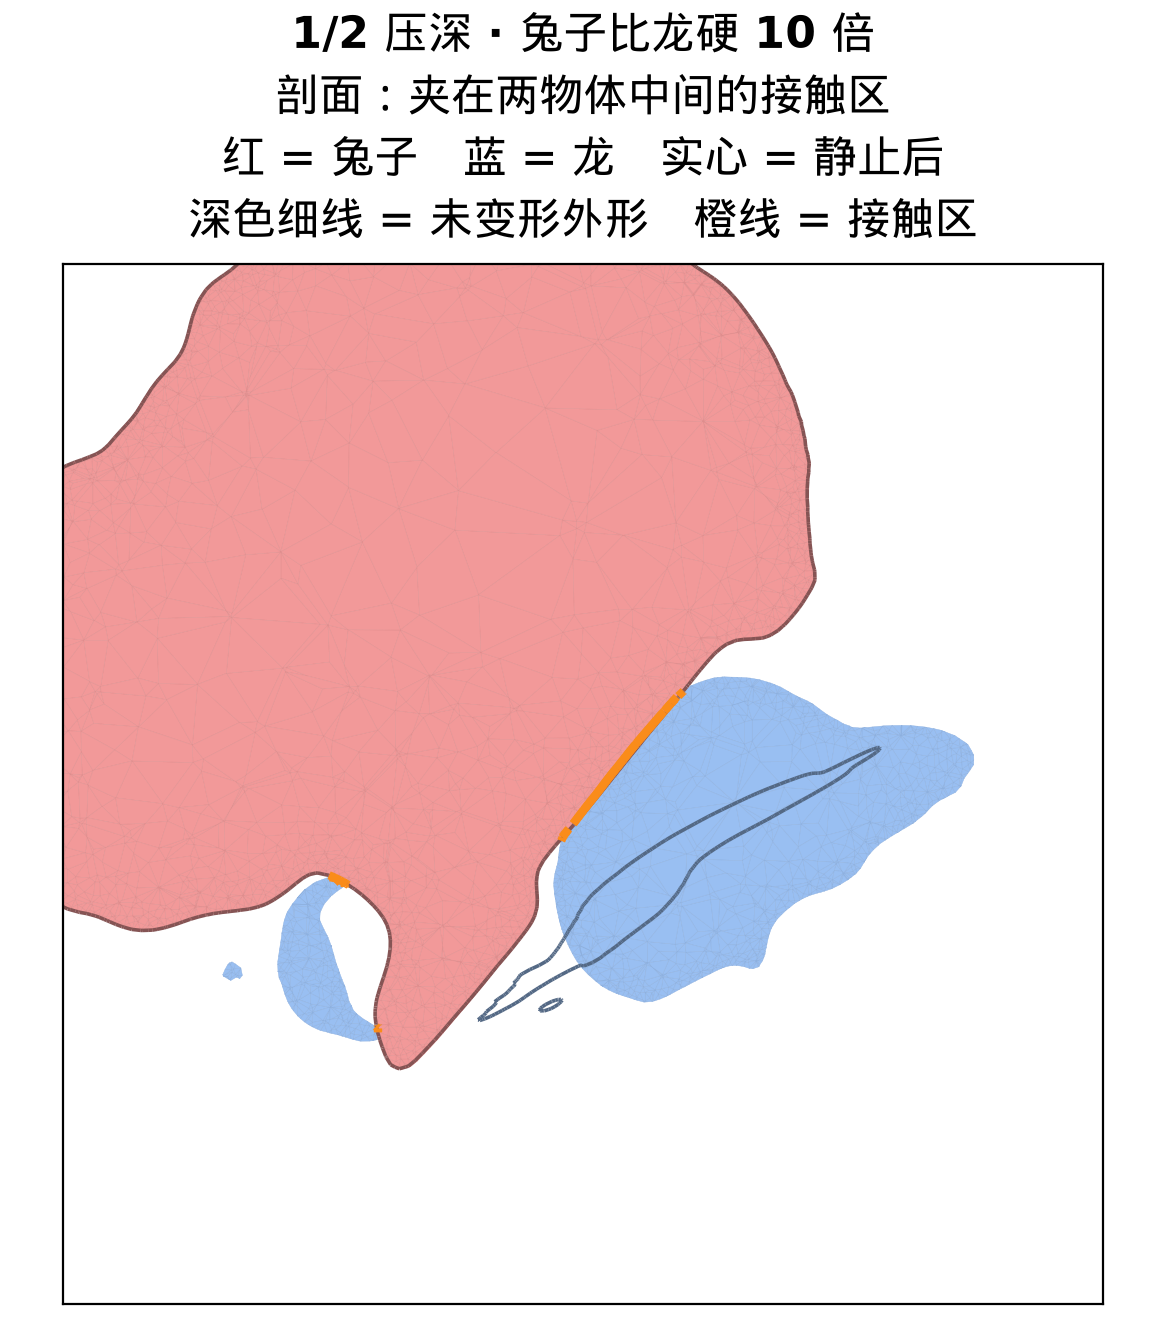 1/2 压深 · 兔子比龙硬 10 倍
剖面：夹在两物体中间的接触区
红 = 兔子　蓝 = 龙　实心 = 静止后
深色细线 = 未变形外形　橙线 = 接触区